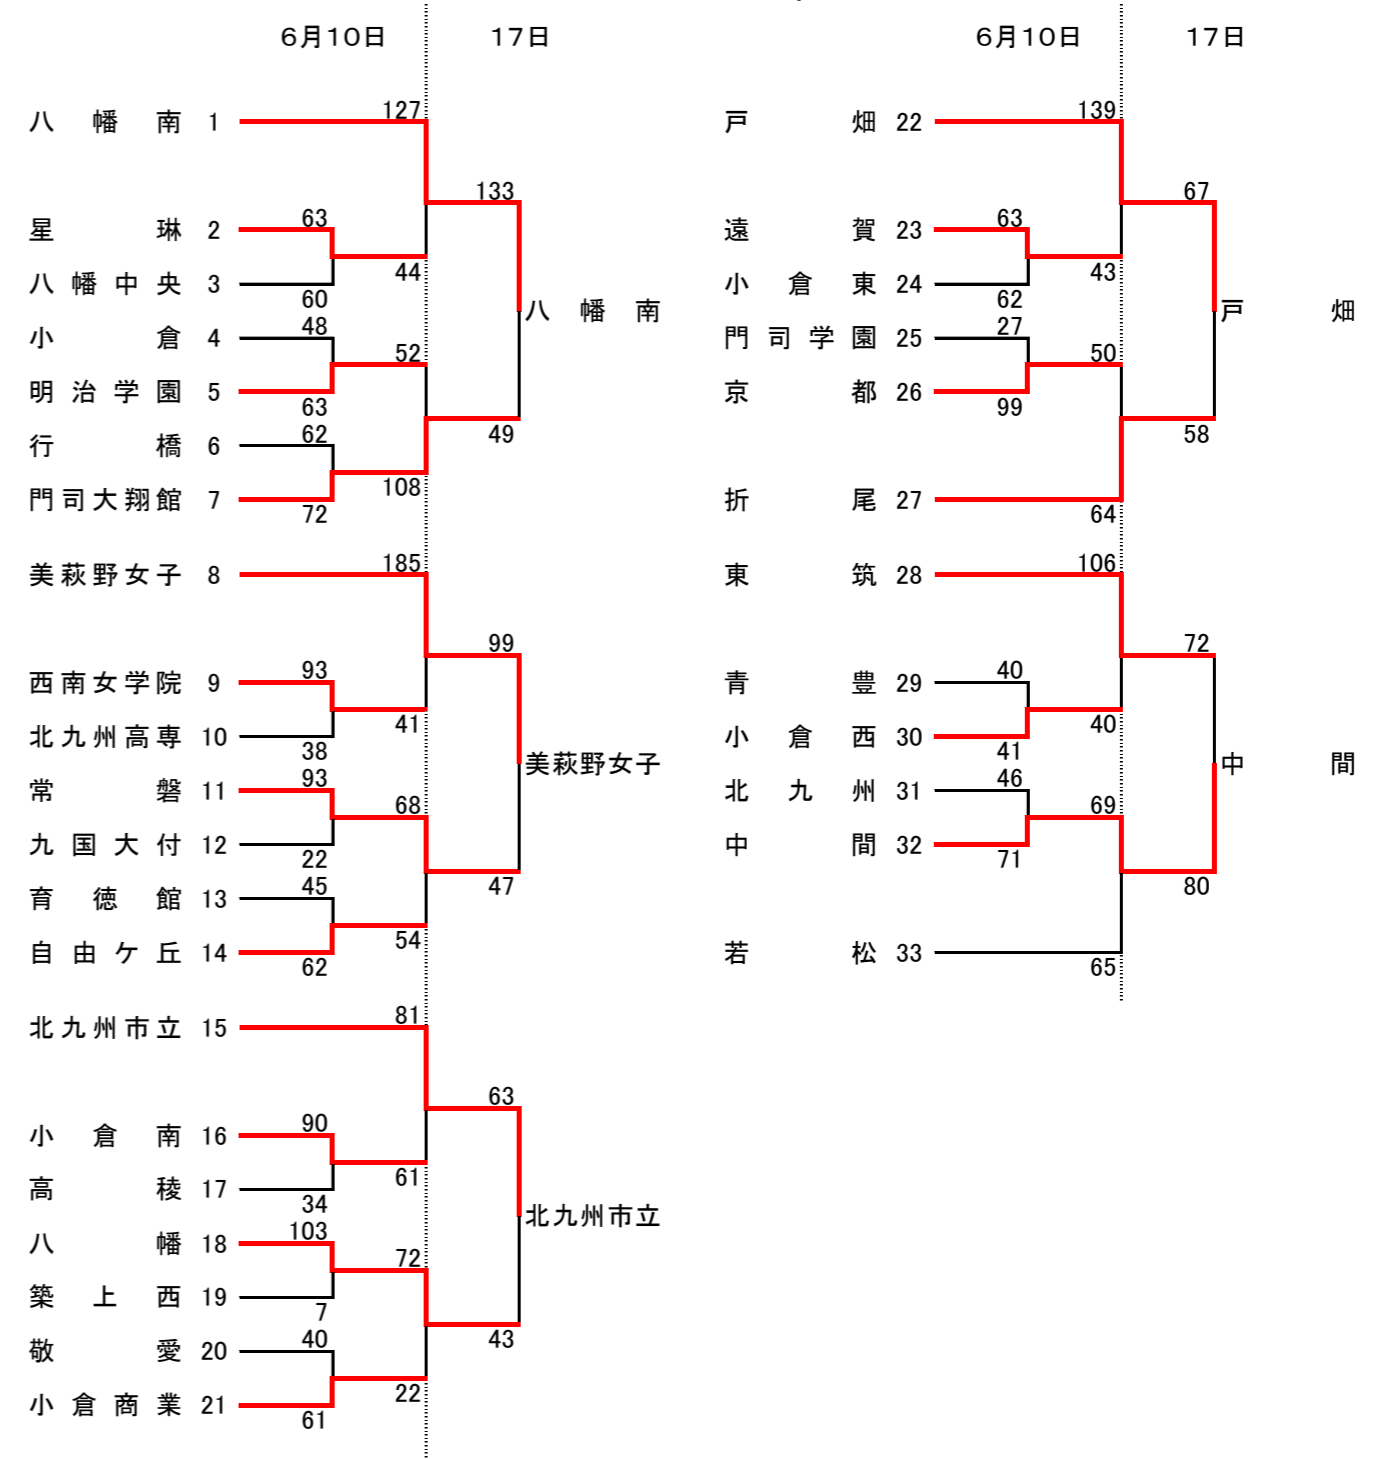 6月10日 17日
八幡南 1 127
133
星琳 2 63
44
八幡中央 3 60
八幡南
小倉 4 48
52
明治学園 5 63
49
行橋 6 62
108
門司大翔館 7 72
美萩野女子 8 185
99
西南女学院 9 93
41
北九州高専 10 38
美萩野女子
常磐 11 93
68
九国大付 12 22
47
育徳館 13 45
54
自由ケ丘 14 62
北九州市立 15 81
63
小倉南 16 90
61
高稜 17 34
北九州市立
八幡 18 103
72
築上西 19 7
43
敬愛 20 40
22
小倉商業 21 61
6月10日 17日
戸畑 22 139
67
遠賀 23 63
43
小倉東 24 62
戸畑
門司学園 25 27
50
京都 26 99
58
折尾 27 64
東筑 28 106
72
青豊 29 40
40
小倉西 30 41
中間
北九州 31 46
69
中間 32 71
80
若松 33 65